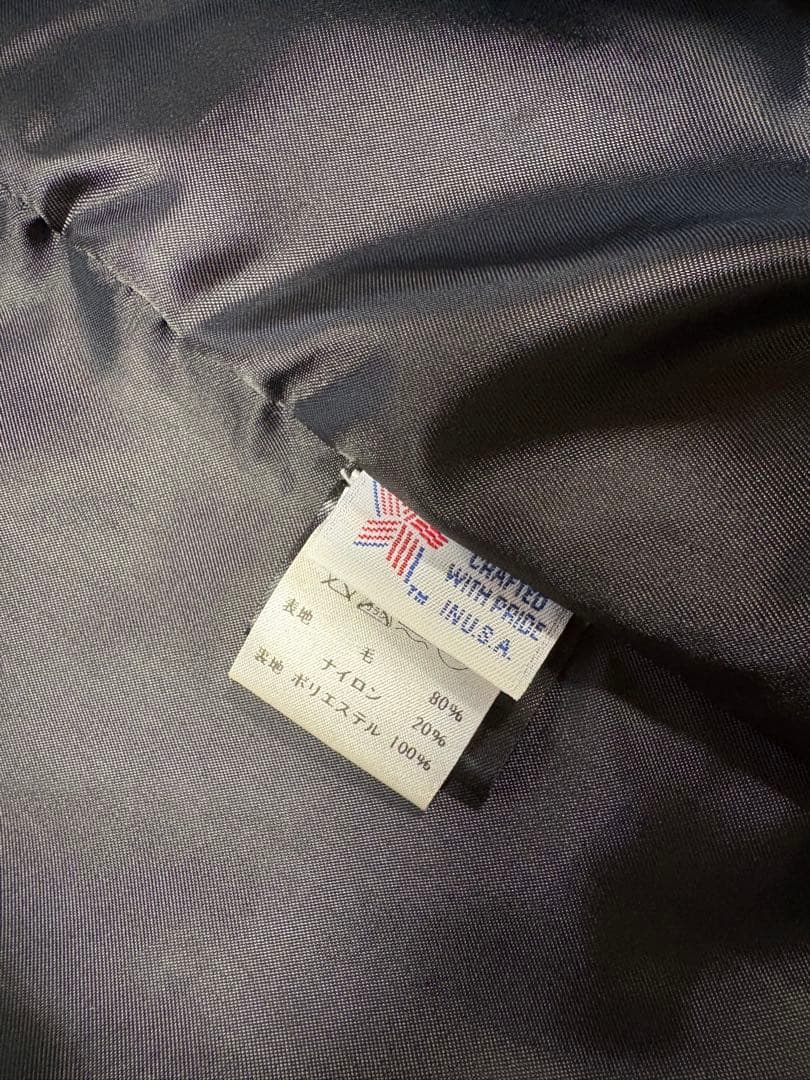 CRAFTED
WITH PRIDE
IN U.S.A.
TM
表地 毛 80%
ナイロン 20%
裏地 ポリエステル 100%